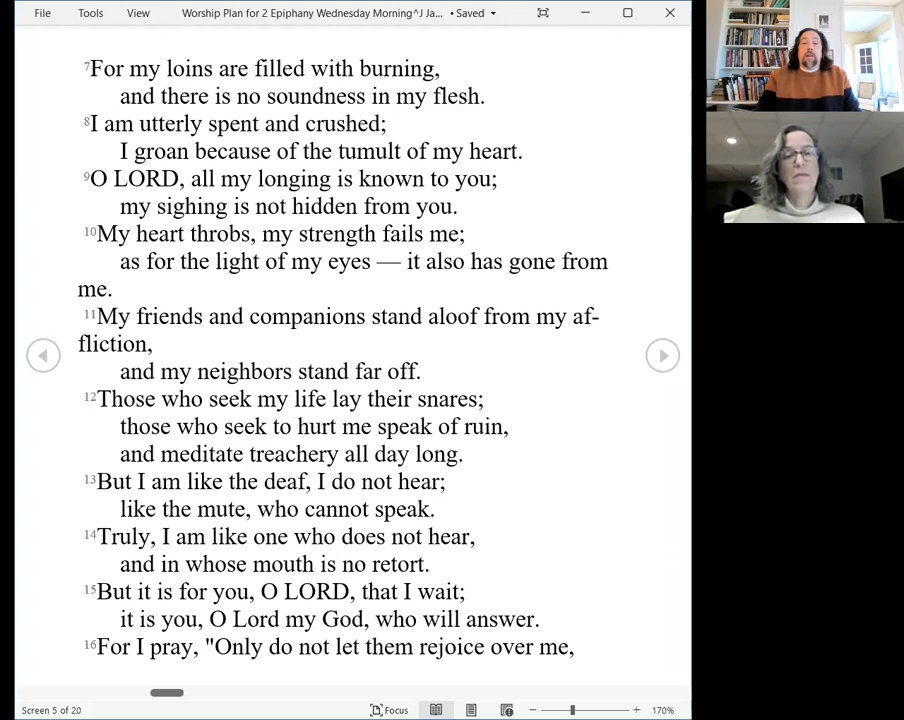 File Tools View Worship Plan for 2 Epiphany Wednesday Morning^J Ja... • Saved
7For my loins are filled with burning,
and there is no soundness in my flesh.
8I am utterly spent and crushed;
I groan because of the tumult of my heart.
9O LORD, all my longing is known to you;
my sighing is not hidden from you.
10My heart throbs, my strength fails me;
as for the light of my eyes — it also has gone from
me.
11My friends and companions stand aloof from my af-
fliction,
and my neighbors stand far off.
12Those who seek my life lay their snares;
those who seek to hurt me speak of ruin,
and meditate treachery all day long.
13But I am like the deaf, I do not hear;
like the mute, who cannot speak.
14Truly, I am like one who does not hear,
and in whose mouth is no retort.
15But it is for you, O LORD, that I wait;
it is you, O Lord my God, who will answer.
16For I pray, "Only do not let them rejoice over me,
Screen 5 of 20 Focus 170%